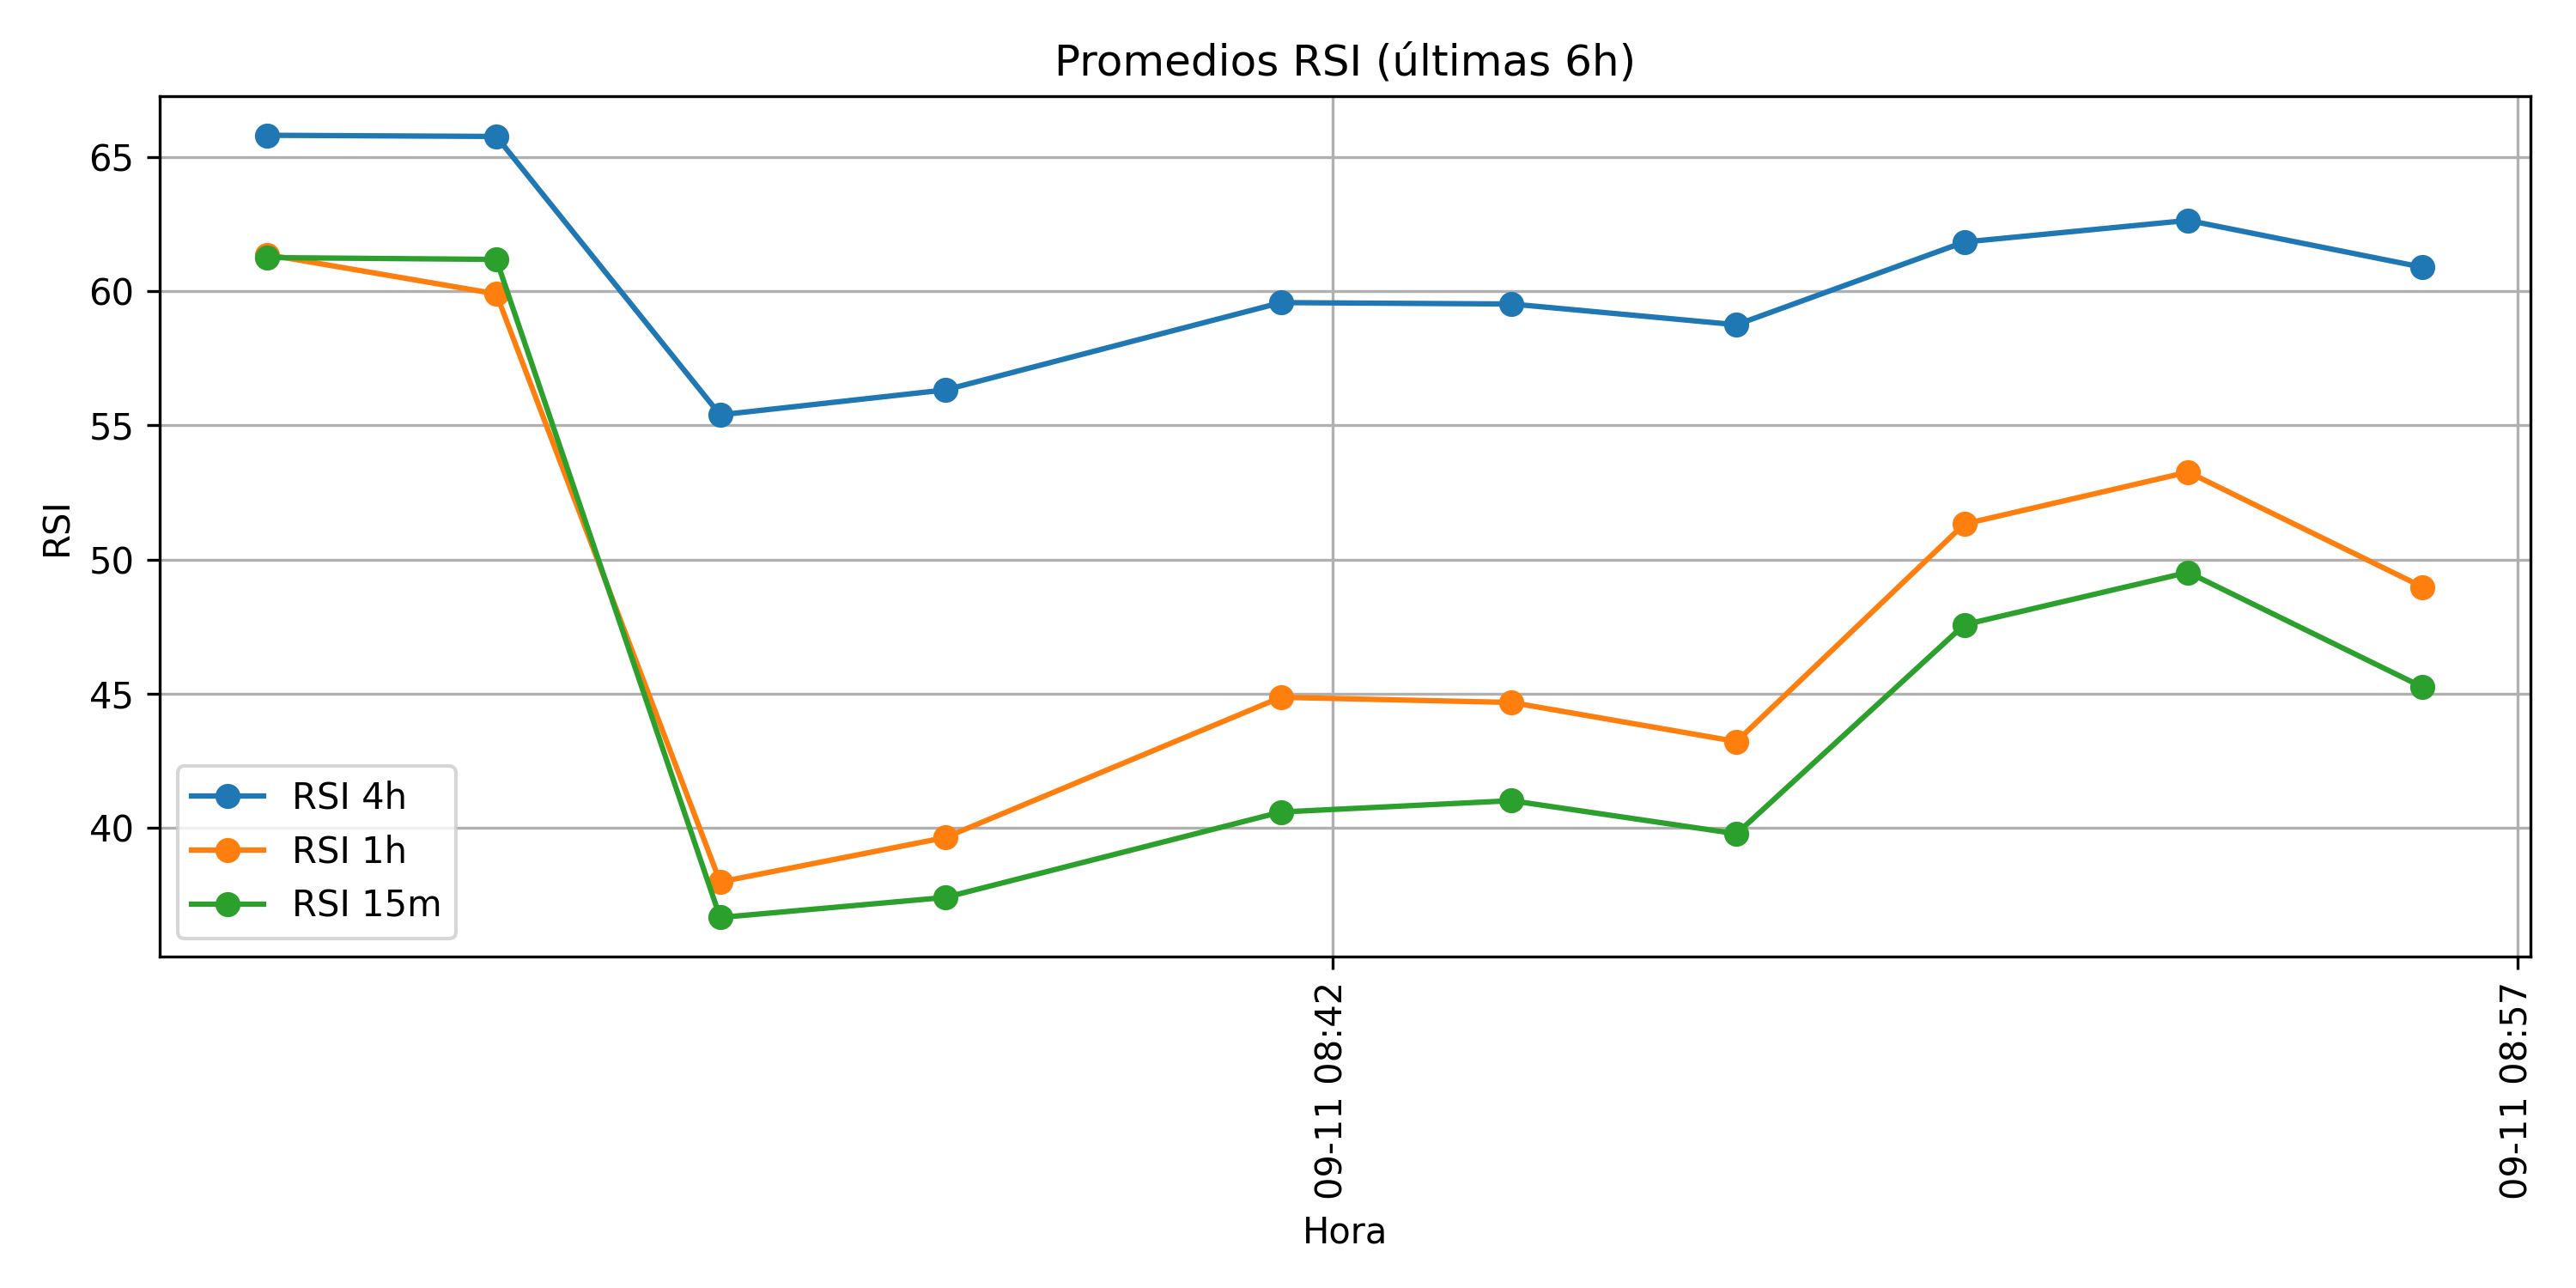 Promedios RSI (últimas 6h)
65
60
55
50
45
40
RSI
RSI 4h
RSI 1h
RSI 15m
09-11 08:42
09-11 08:57
Hora